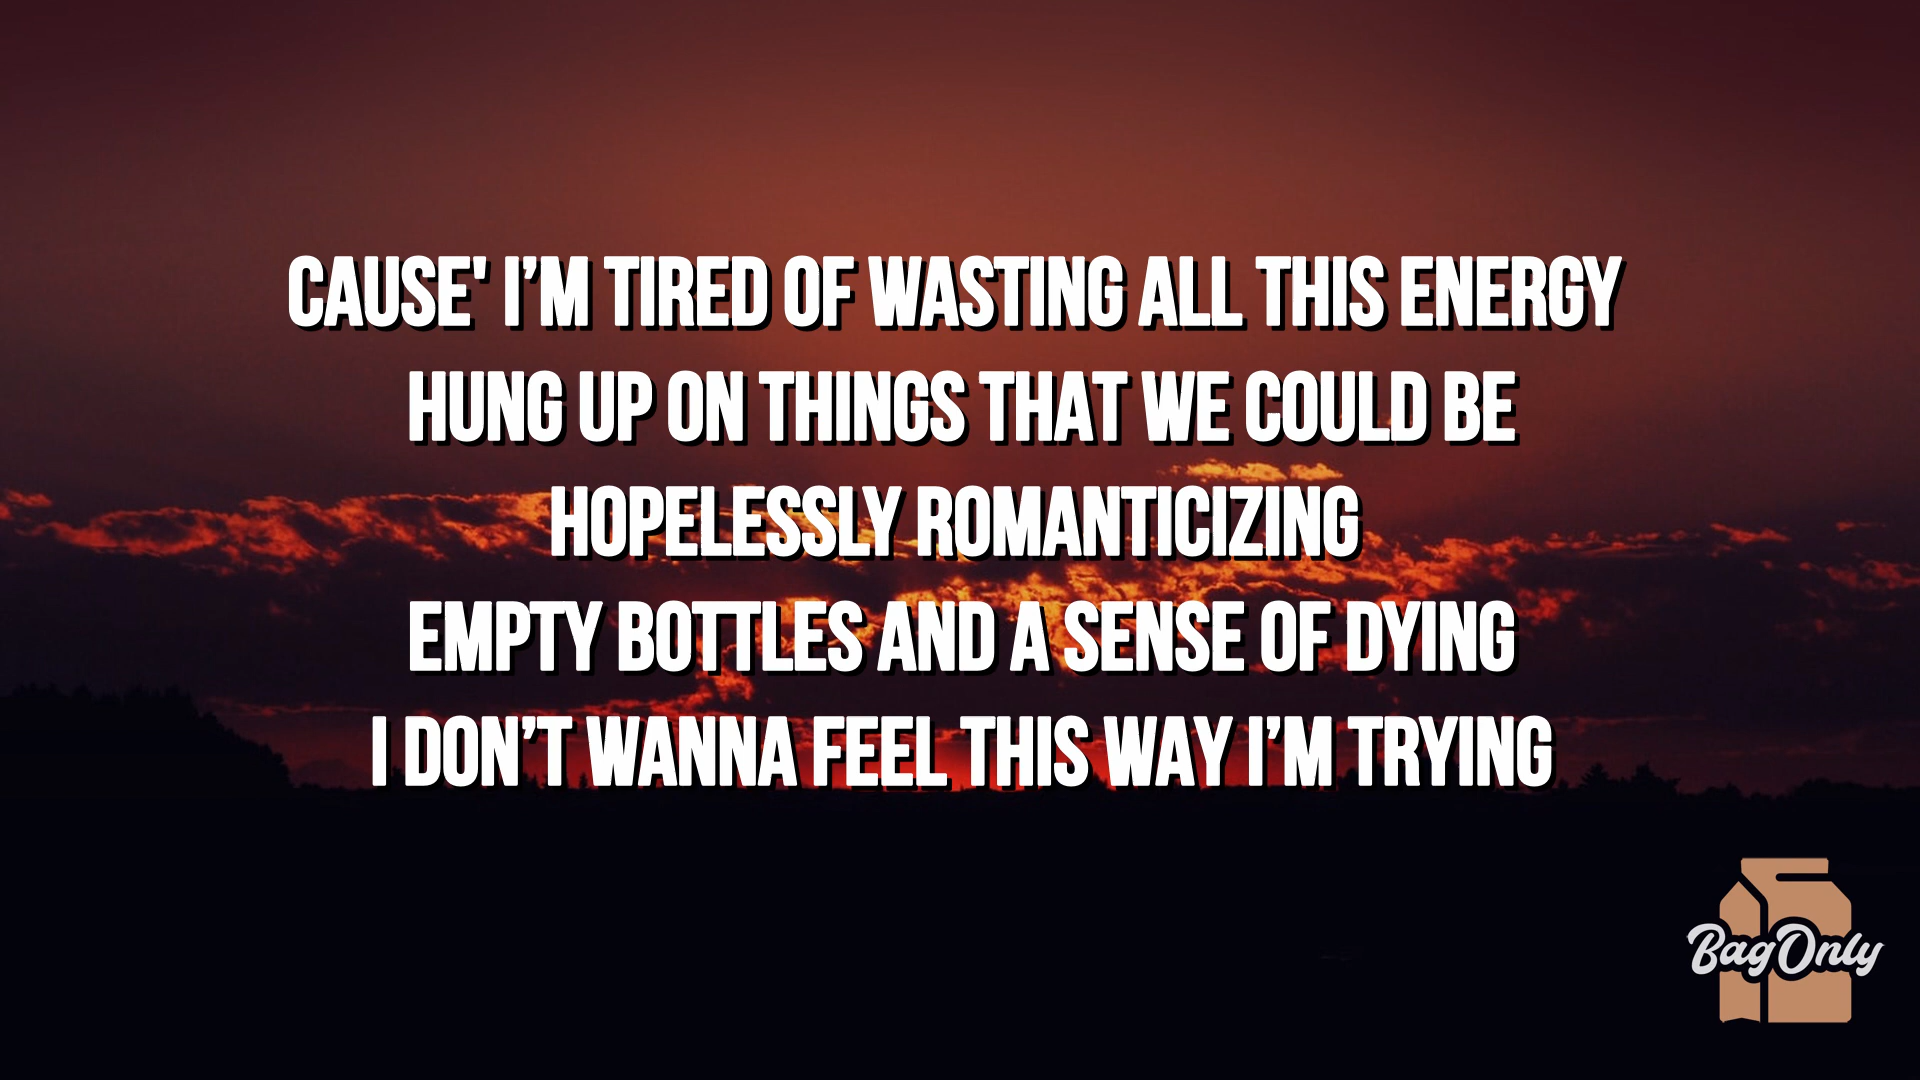 CAUSE' I’M TIRED OF WASTING ALL THIS ENERGY
HUNG UP ON THINGS THAT WE COULD BE
HOPELESSLY ROMANTICIZING
EMPTY BOTTLES AND A SENSE OF DYING
I DON’T WANNA FEEL THIS WAY I’M TRYING
BagOnly